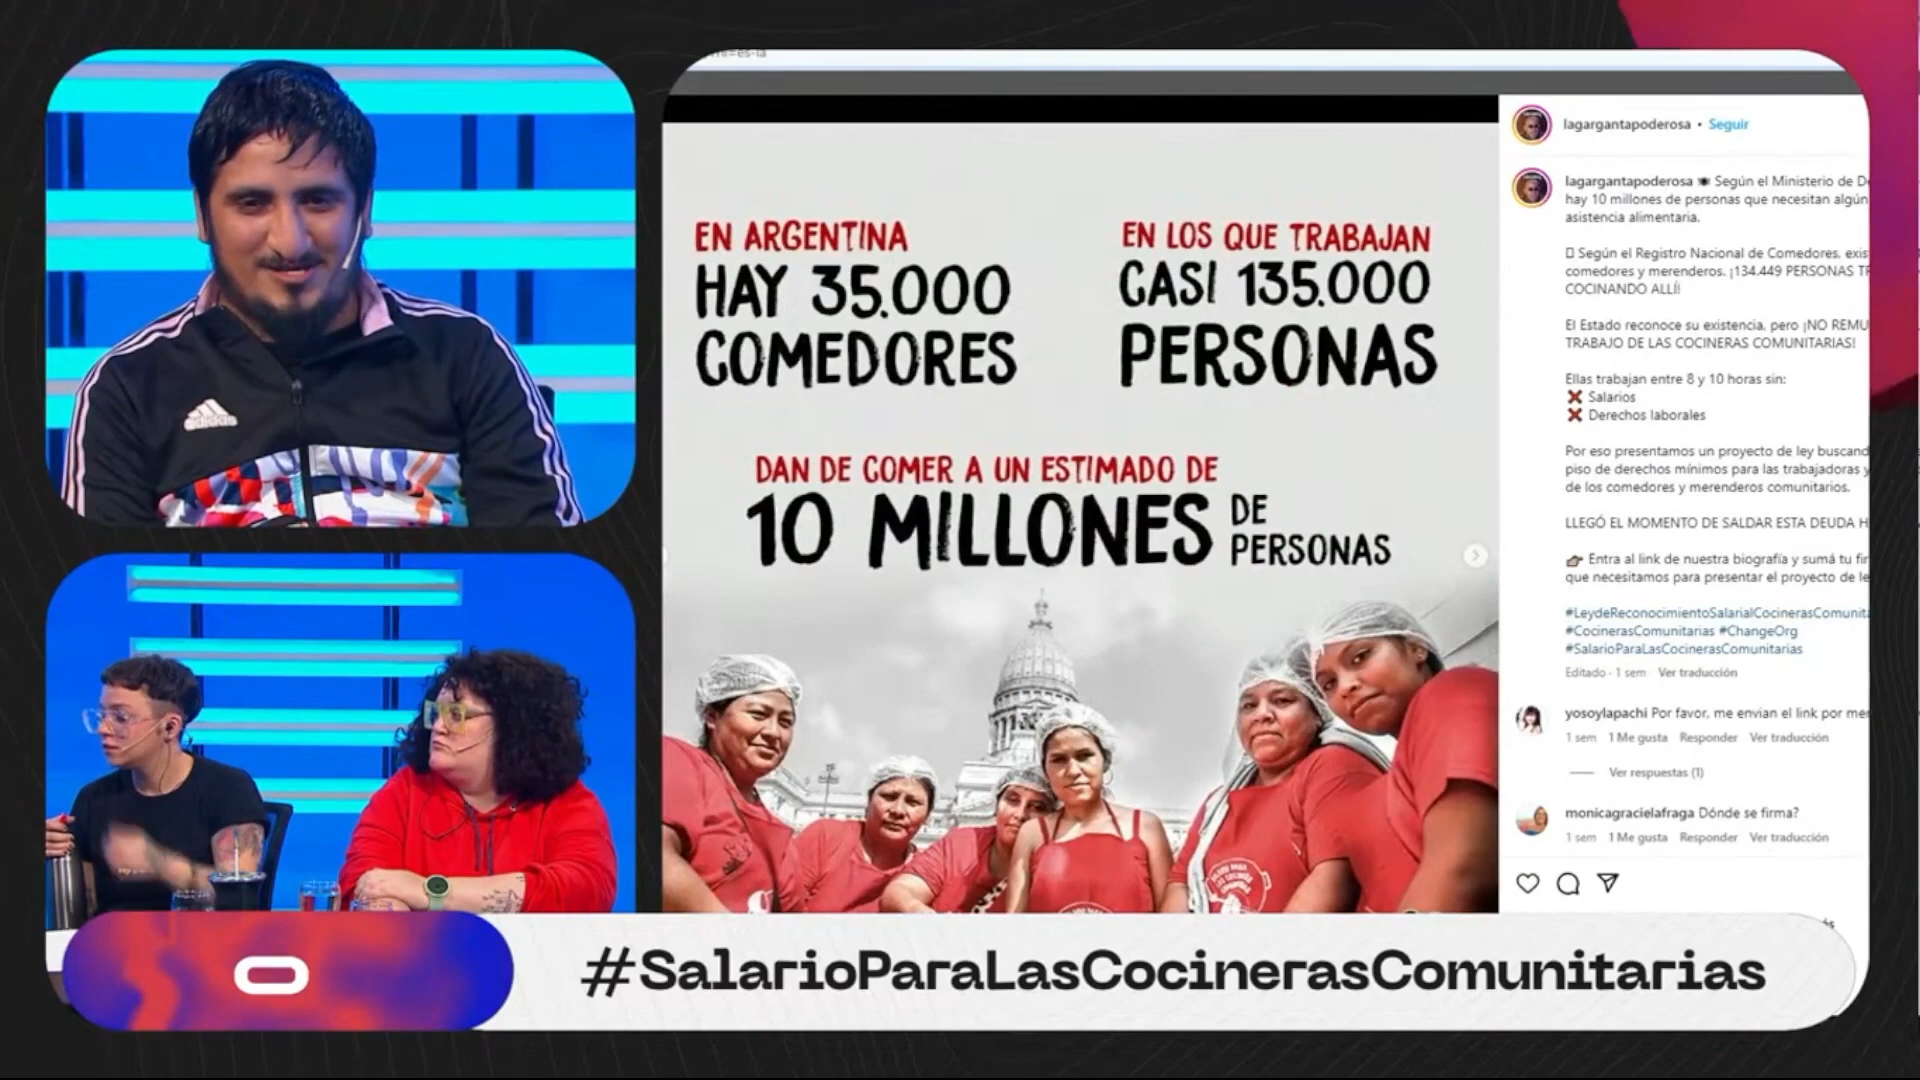 adidas
EN ARGENTINA
HAY 35.000
COMEDORES
EN LOS QUE TRABAJAN
CASI 135.000
PERSONAS
DAN DE COMER A UN ESTIMADO DE
10 MILLONES DE PERSONAS
lagargantapoderosa • Seguir
lagargantapoderosa 🍽 Según el Ministerio de De
hay 10 millones de personas que necesitan algún
asistencia alimentaria.
Según el Registro Nacional de Comedores, exis
comedores y merenderos. ¡134.449 PERSONAS TR
COCINANDO ALLÍ!
El Estado reconoce su existencia, pero ¡NO REMU
TRABAJO DE LAS COCINERAS COMUNITARIAS!
Ellas trabajan entre 8 y 10 horas sin:
❌ Salarios
❌ Derechos laborales
Por eso presentamos un proyecto de ley buscand
piso de derechos mínimos para las trabajadoras y
de los comedores y merenderos comunitarios.
LLEGÓ EL MOMENTO DE SALDAR ESTA DEUDA H
👉 Entra al link de nuestra biografía y sumá tu fir
que necesitamos para presentar el proyecto de le
#LeydeReconocimientoSalarialCocinerasComunita
#CocinerasComunitarias #ChangeOrg
#SalarioParaLasCocinerasComunitarias
Editado · 1 sem Ver traducción
yosoylapachi Por favor, me envian el link por me
1 sem 1 Me gusta Responder Ver traducción
Ver respuestas (1)
monicagracielafraga Dónde se firma?
1 sem 1 Me gusta Responder Ver traducción
#SalarioParaLasCocinerasComunitarias